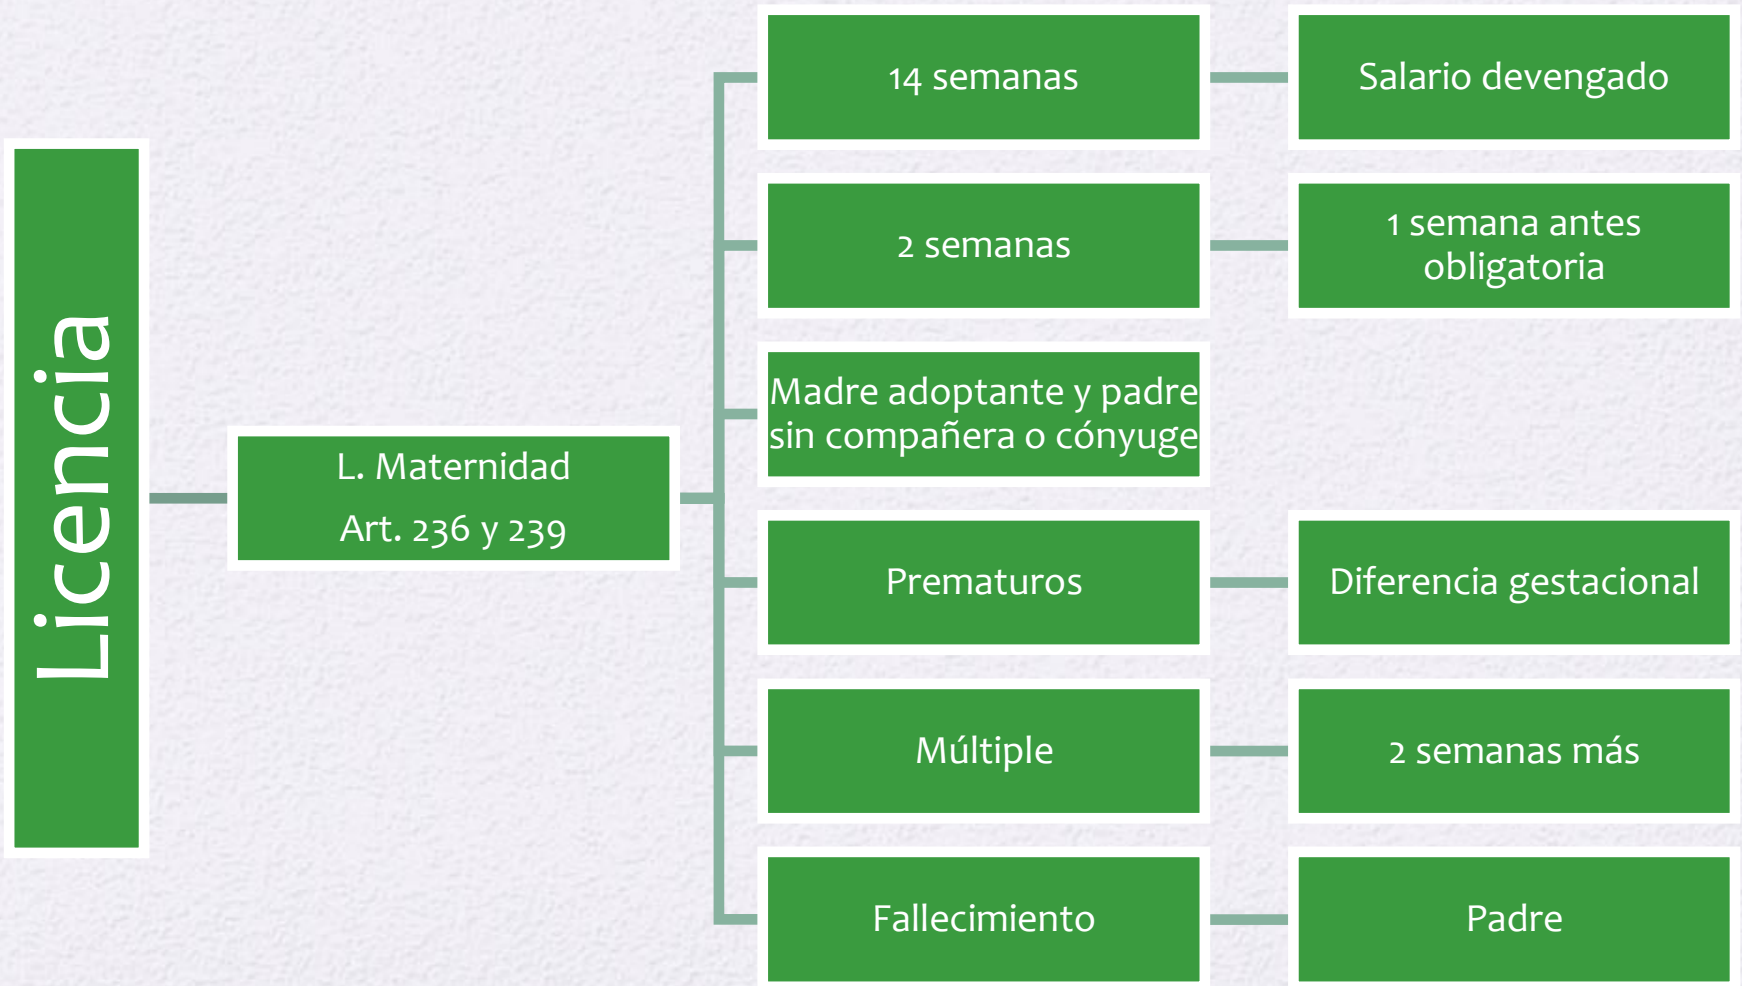 Licencia
L. Maternidad
Art. 236 y 239
14 semanas
Salario devengado
2 semanas
1 semana antes
obligatoria
Madre adoptante y padre
sin compañera o cónyuge
Prematuros
Diferencia gestacional
Múltiple
2 semanas más
Fallecimiento
Padre